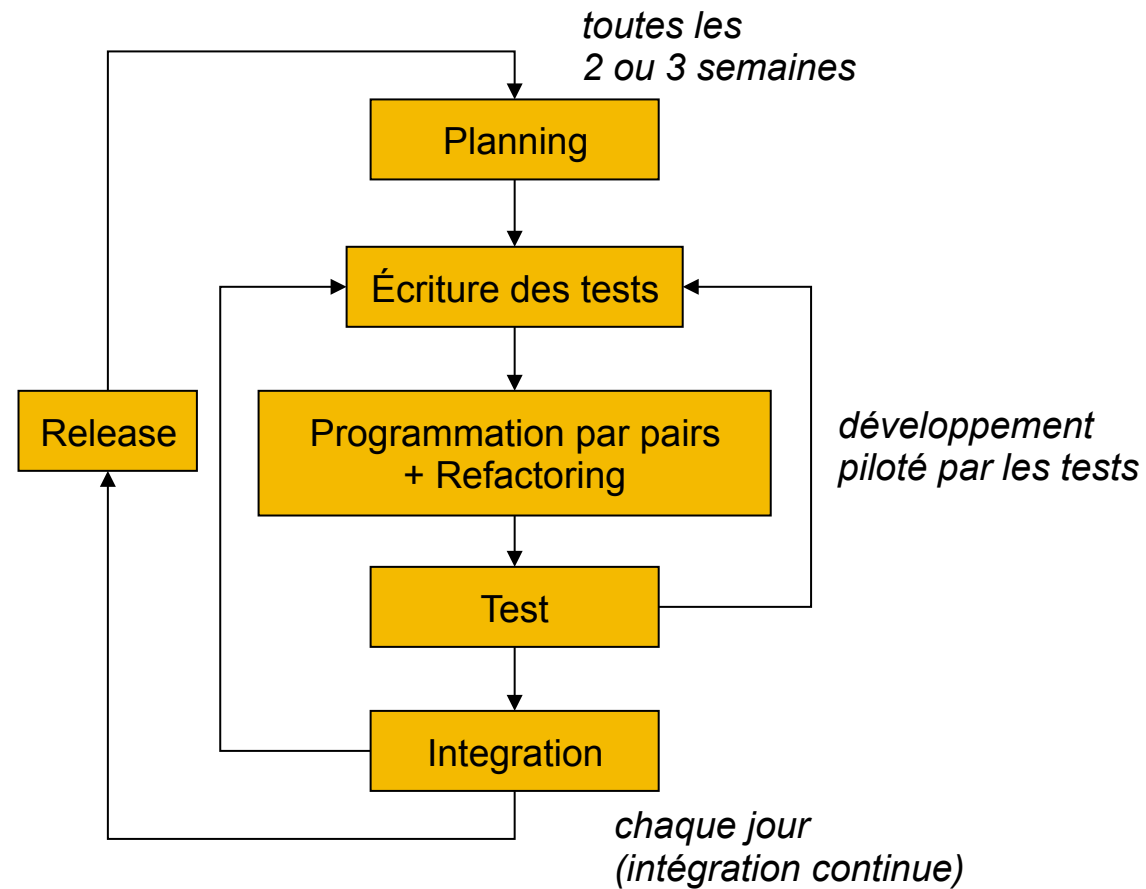 toutes les
2 ou 3 semaines
Planning
Écriture des tests
Release
Programmation par pairs
+ Refactoring
développement
piloté par les tests
Test
Integration
chaque jour
(intégration continue)